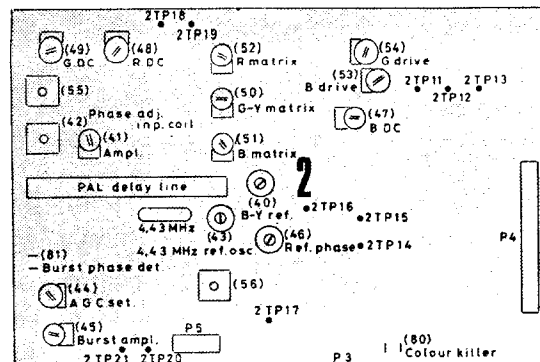 2TP18
2TP19
(49)
G.DC
(48)
R DC
(52)
R matrix
(54)
G drive
(53)
B drive
2TP11
2TP13
2TP12
(55)
(50)
G-Y matrix
(47)
B DC
(42)
Phase adj.
inp. coil
(41)
Ampl.
(51)
B. matrix
PAL delay line
2
(40)
B-Y ref.
2TP16
2TP15
4,43 MHz
(43)
4,43 MHz ref. osc.
(46)
Ref. phase
2TP14
P4
(81)
Burst phase det.
(44)
AGC set.
(56)
2TP17
(45)
Burst ampl.
2TP21
2TP20
P5
P3
(80)
Colour killer